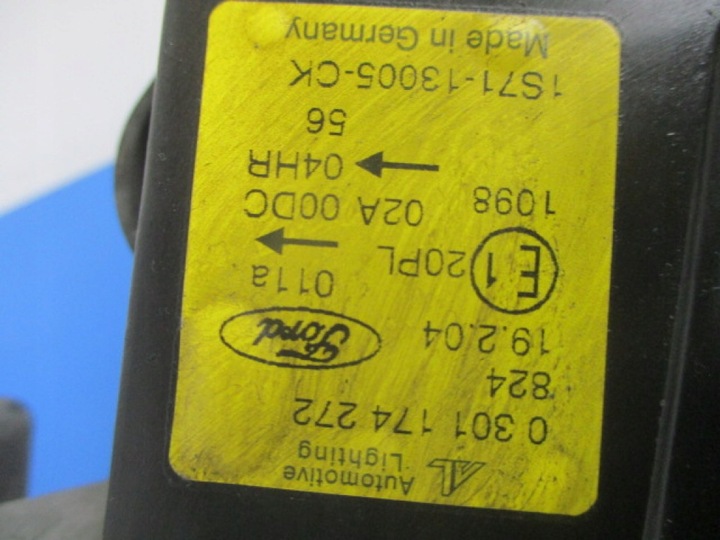 AL Automotive
Lighting
0 301 174 272
824
19.2.04 Ford
E1 20PL 011a
1098 02A 00DC
04HR
56
1S71-13005-CK
Made in Germany